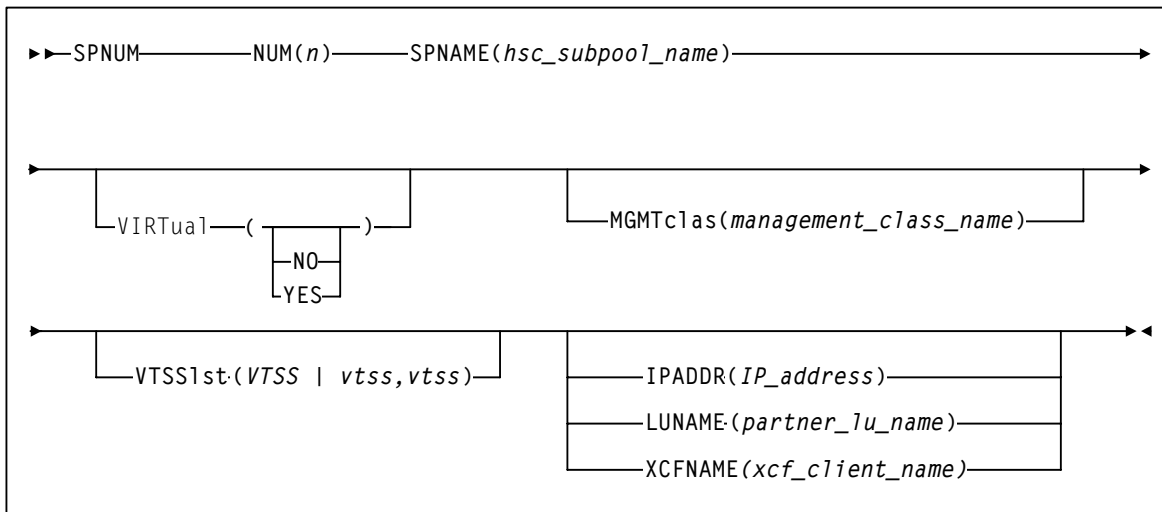 SPNUM NUM(n) SPNAME(hsc_subpool_name)
VIRTual ( ) MGMTclas(management_class_name)
NO
YES
VTSSlst(VTSS | vtss,vtss) IPADDR(IP_address)
LUNAME(partner_lu_name)
XCFNAME(xcf_client_name)